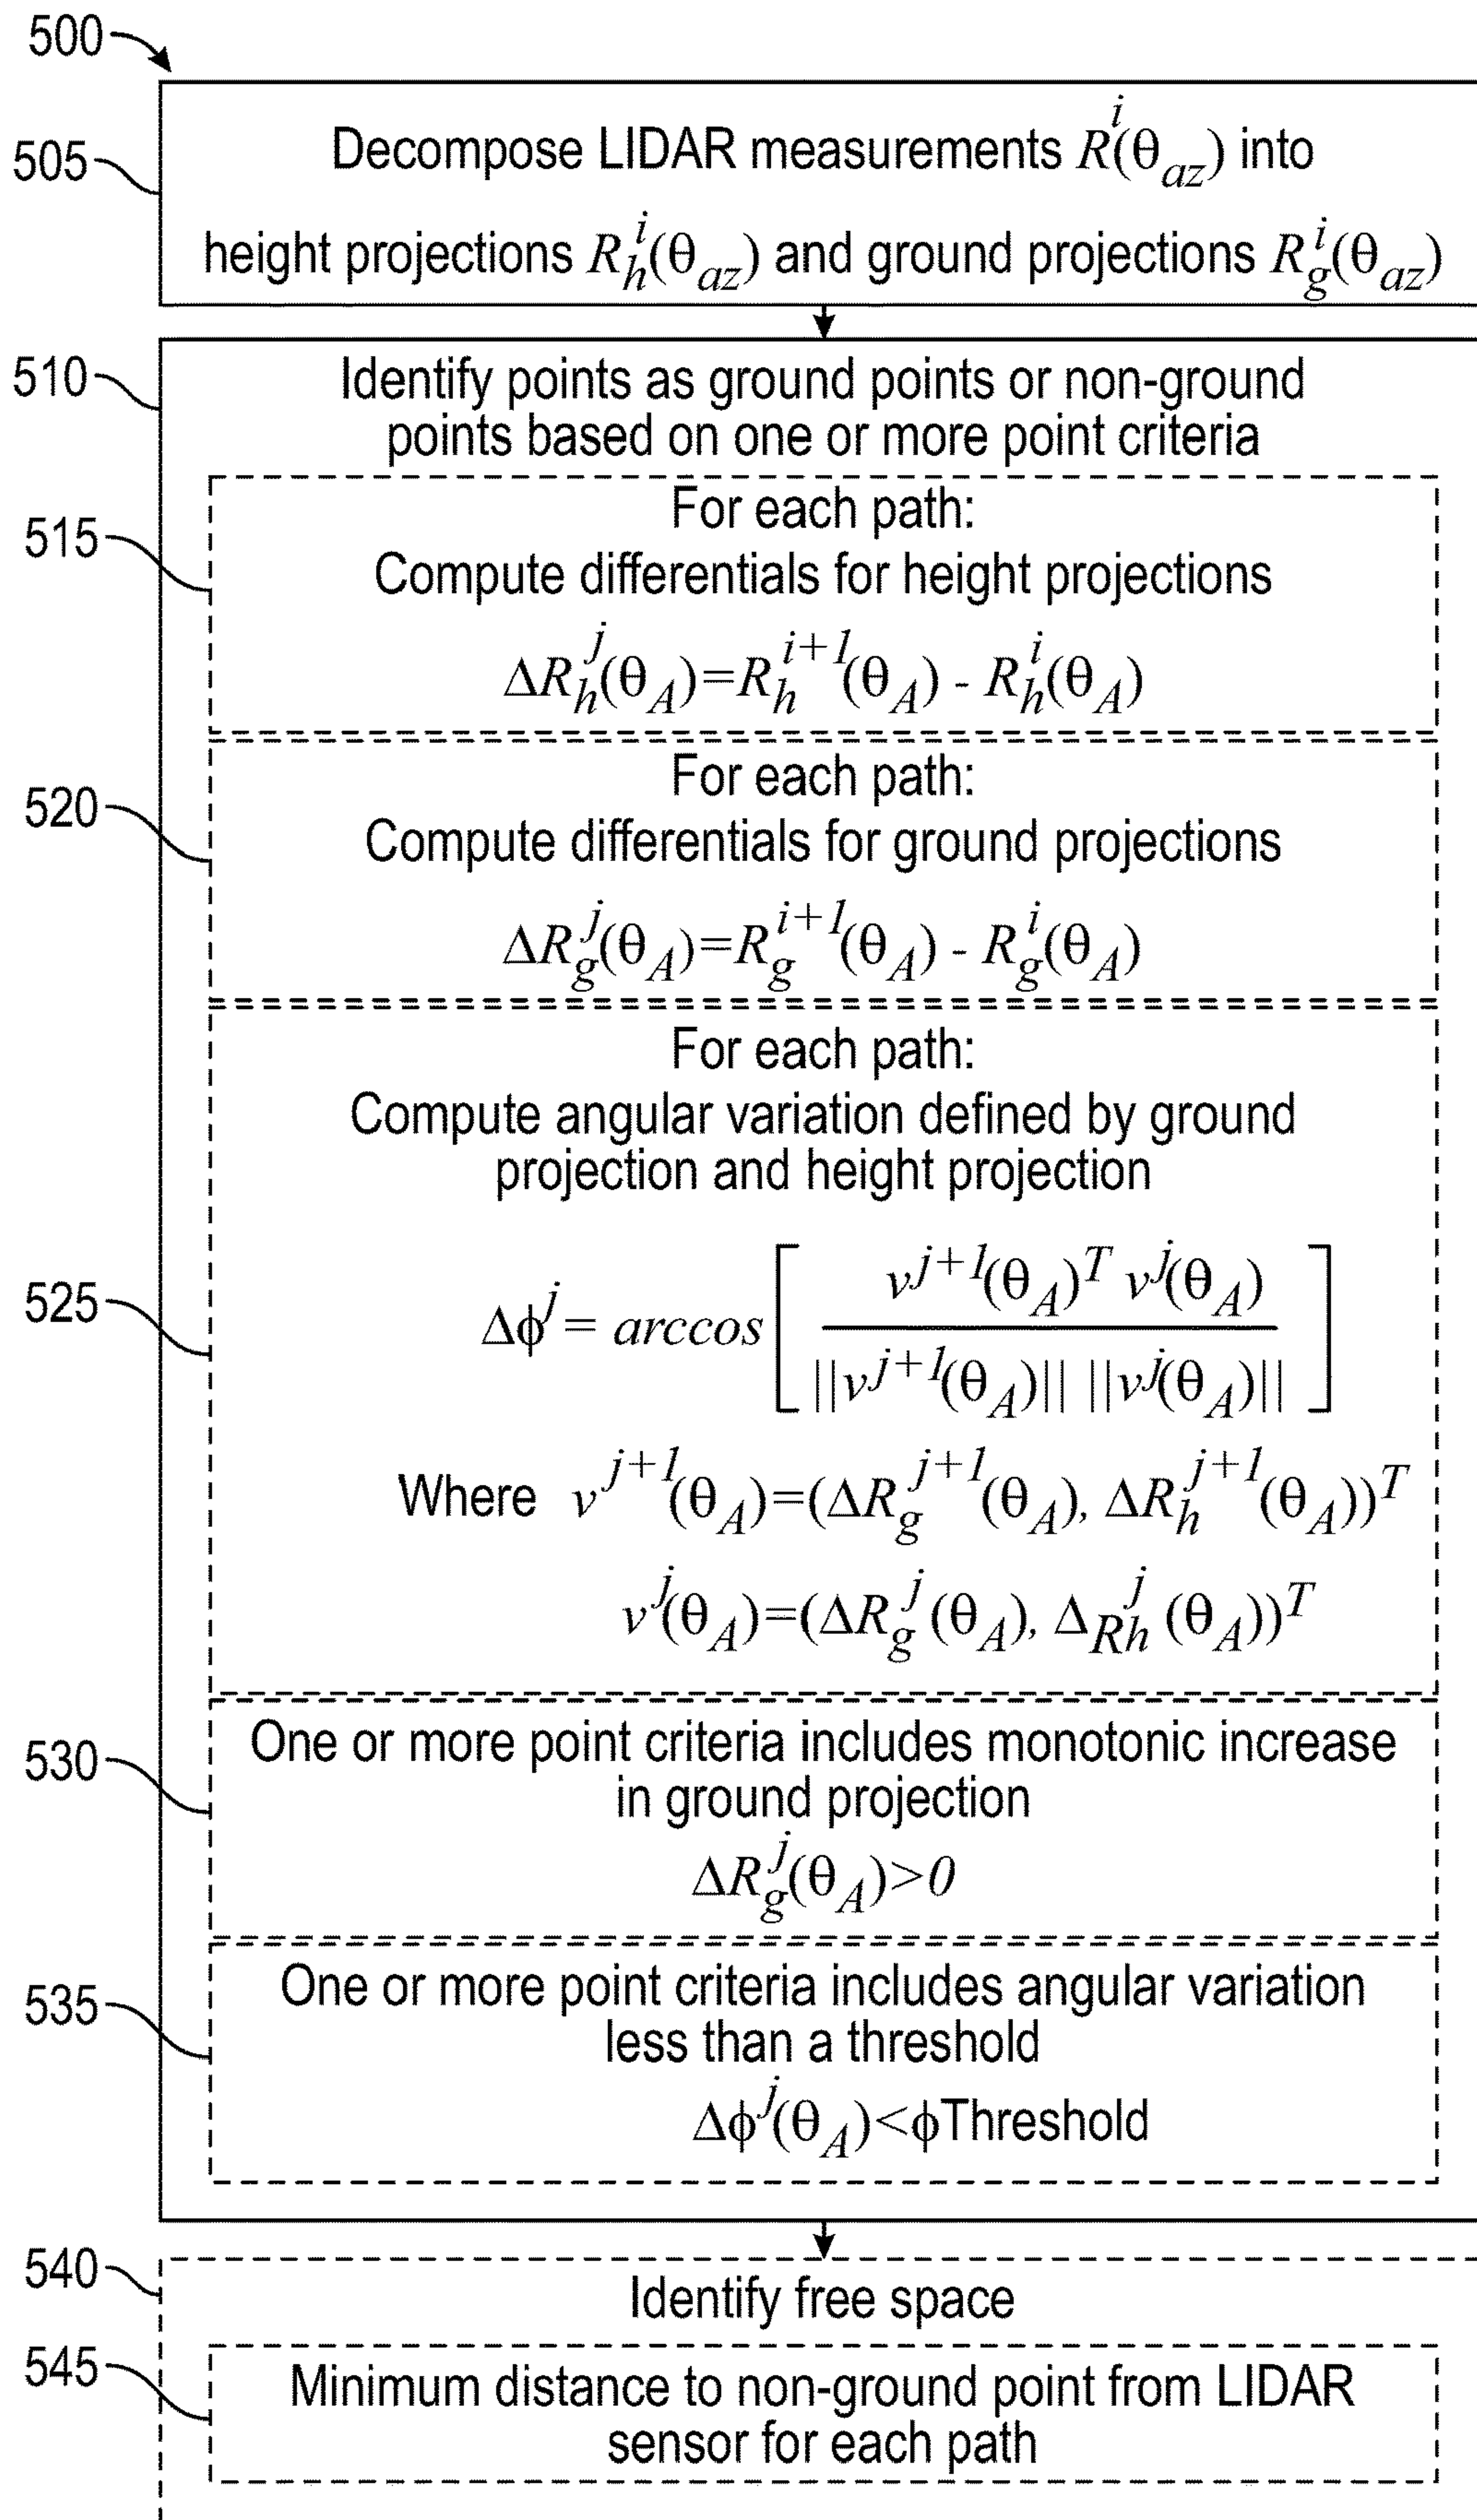 500
505
Decompose LIDAR measurements R^i(θ_az) into
height projections R_h^i(θ_az) and ground projections R_g^i(θ_az)
510
Identify points as ground points or non-ground
points based on one or more point criteria
515
For each path:
Compute differentials for height projections
ΔR_h^j(θ_A)=R_h^{i+1}(θ_A) - R_h^i(θ_A)
520
For each path:
Compute differentials for ground projections
ΔR_g^j(θ_A)=R_g^{i+1}(θ_A) - R_g^i(θ_A)
525
For each path:
Compute angular variation defined by ground
projection and height projection
Δϕ^j = arccos [ v^{j+1}(θ_A)^T v^j(θ_A) / ||v^{j+1}(θ_A)|| ||v^j(θ_A)|| ]
Where v^{j+1}(θ_A)=(ΔR_g^{j+1}(θ_A), ΔR_h^{j+1}(θ_A))^T
v^j(θ_A)=(ΔR_g^j(θ_A), Δ_{Rh}^j(θ_A))^T
530
One or more point criteria includes monotonic increase
in ground projection
ΔR_g^j(θ_A)>0
535
One or more point criteria includes angular variation
less than a threshold
Δϕ^j(θ_A)<ϕThreshold
540
Identify free space
545
Minimum distance to non-ground point from LIDAR
sensor for each path